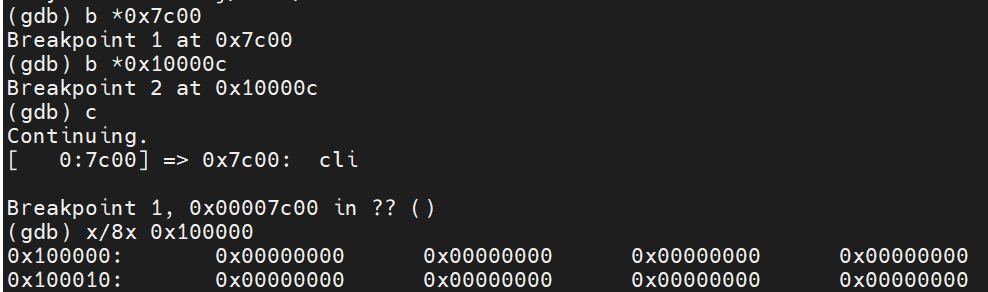 (gdb) b *0x7c00
Breakpoint 1 at 0x7c00
(gdb) b *0x10000c
Breakpoint 2 at 0x10000c
(gdb) c
Continuing.
[   0:7c00] => 0x7c00:  cli
Breakpoint 1, 0x00007c00 in ?? ()
(gdb) x/8x 0x100000
0x100000:       0x00000000      0x00000000      0x00000000      0x00000000
0x100010:       0x00000000      0x00000000      0x00000000      0x00000000